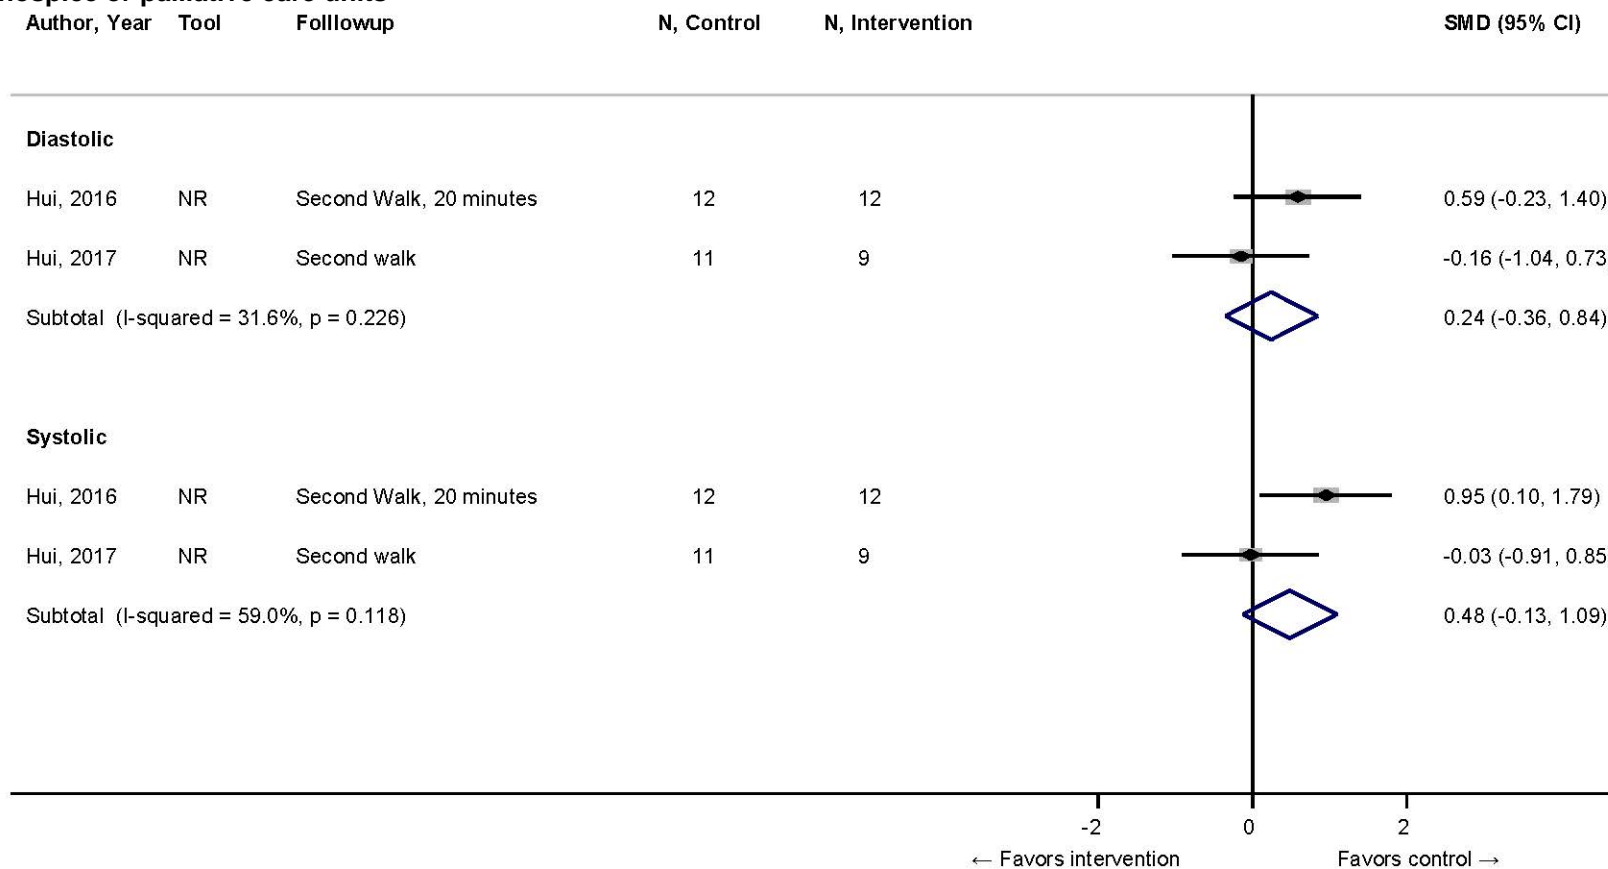 hospice or palliative care units
Author, Year Tool Folllowup N, Control N, Intervention SMD (95% CI)
Diastolic
Hui, 2016 NR Second Walk, 20 minutes 12 12 0.59 (-0.23, 1.40)
Hui, 2017 NR Second walk 11 9 -0.16 (-1.04, 0.73
Subtotal (I-squared = 31.6%, p = 0.226) 0.24 (-0.36, 0.84)
Systolic
Hui, 2016 NR Second Walk, 20 minutes 12 12 0.95 (0.10, 1.79)
Hui, 2017 NR Second walk 11 9 -0.03 (-0.91, 0.85
Subtotal (I-squared = 59.0%, p = 0.118) 0.48 (-0.13, 1.09)
-2 0 2
← Favors intervention Favors control →